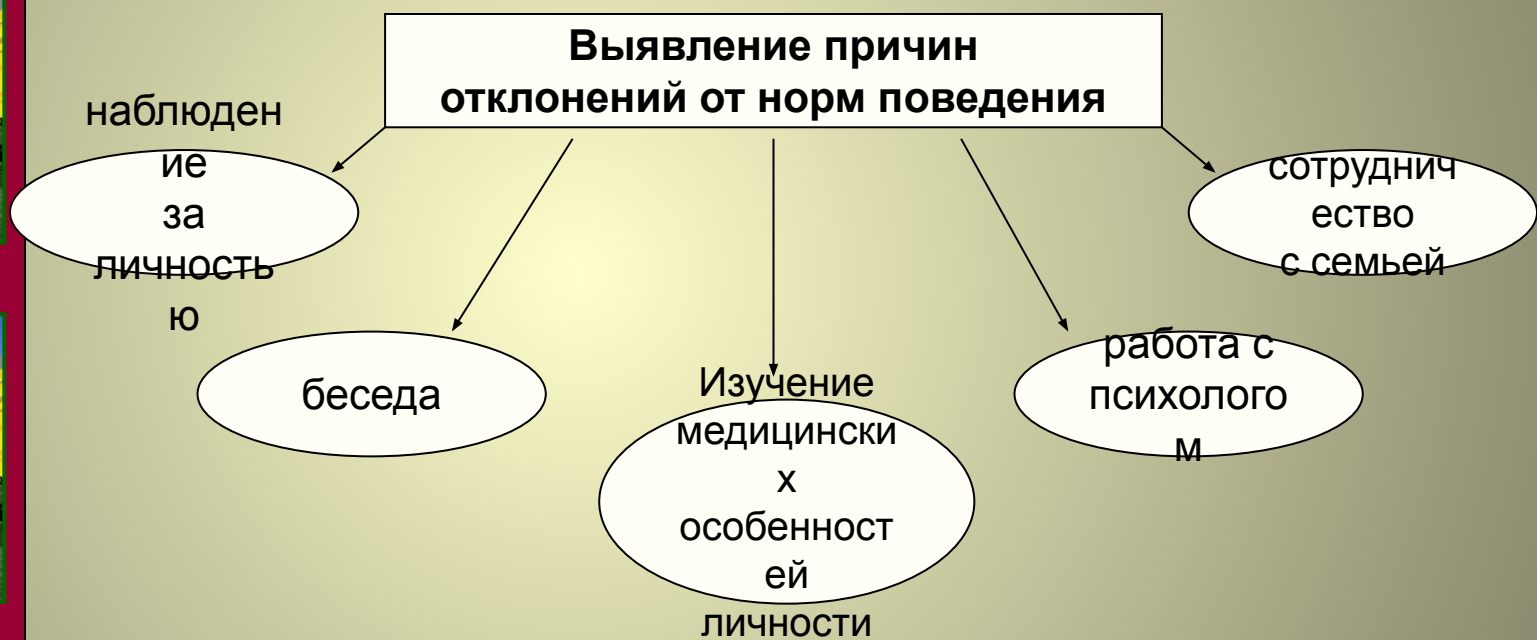 Выявление причин
отклонений от норм поведения
наблюден
ие
за
личность
ю
беседа
Изучение
медицински
х
особенност
ей
личности
работа с
психолого
м
сотруднич
ество
с семьей